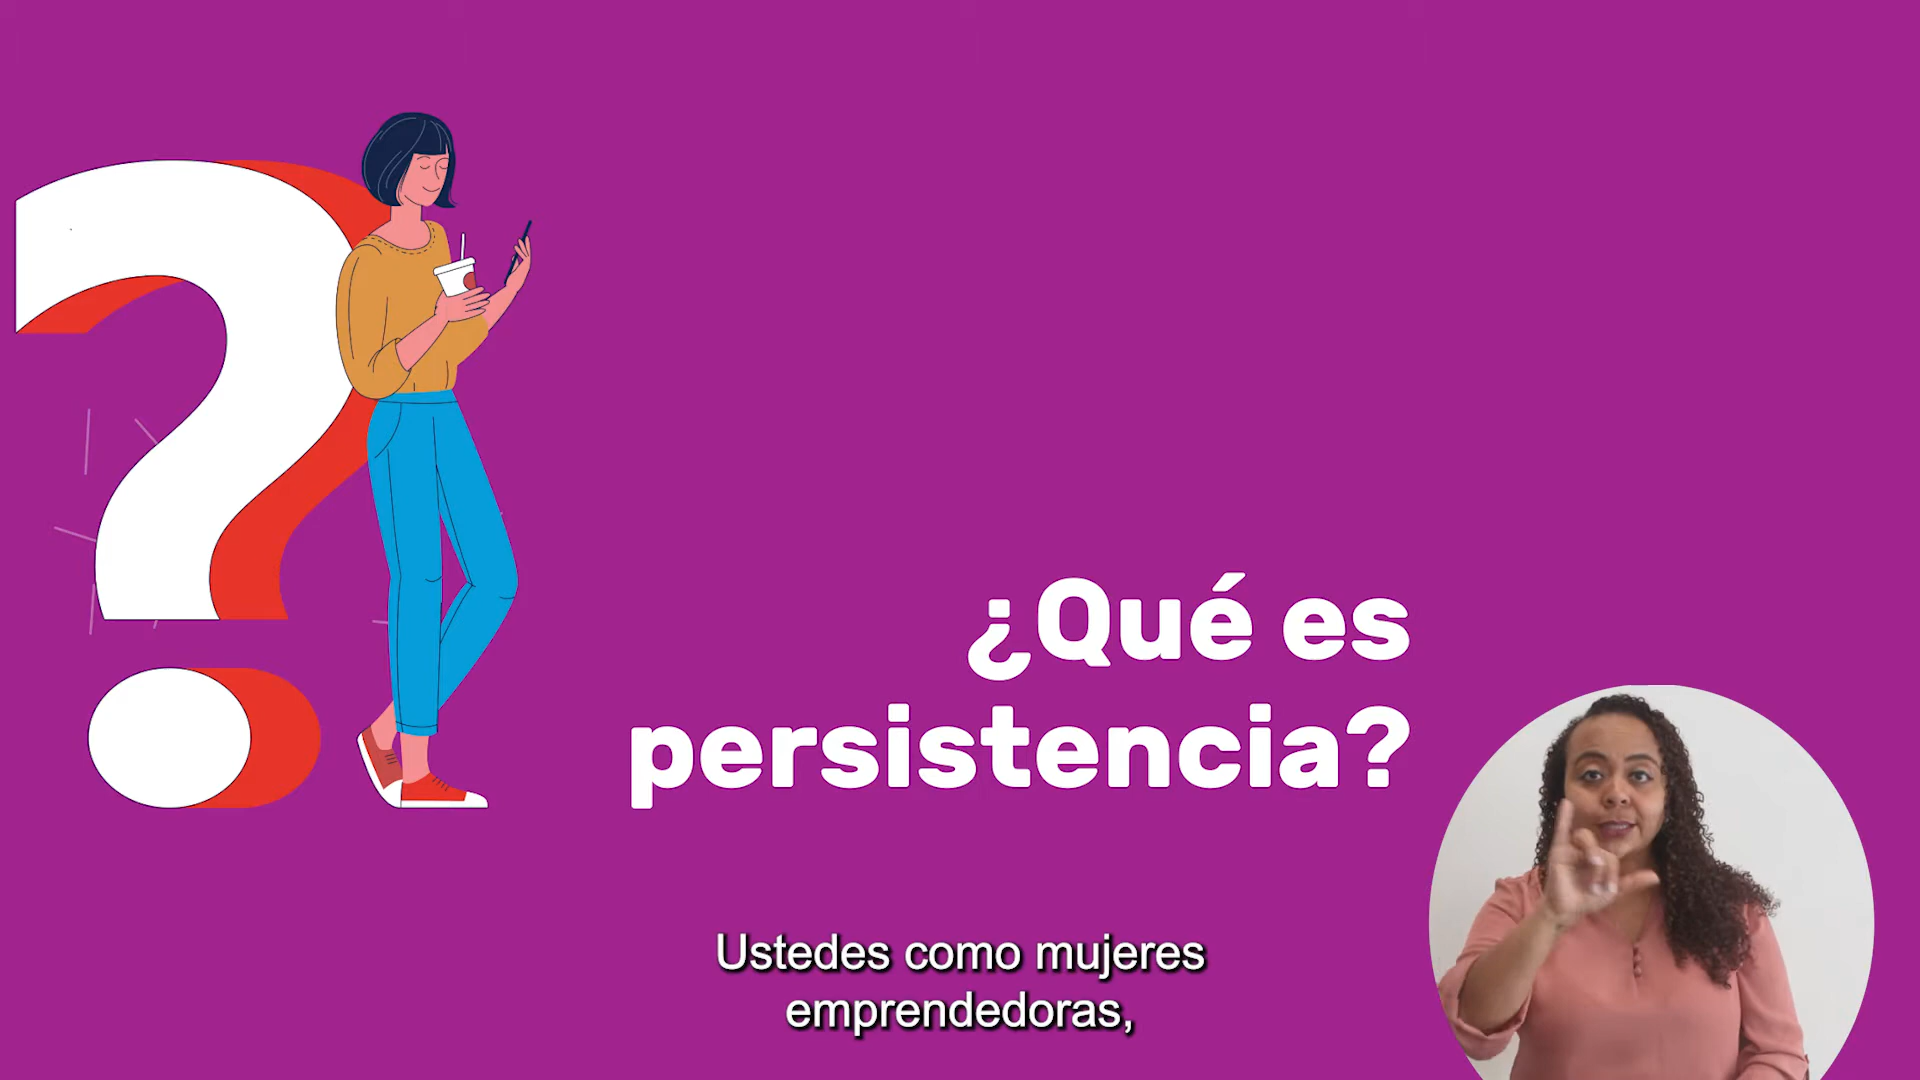 ¿Qué es
persistencia?
Ustedes como mujeres
emprendedoras,